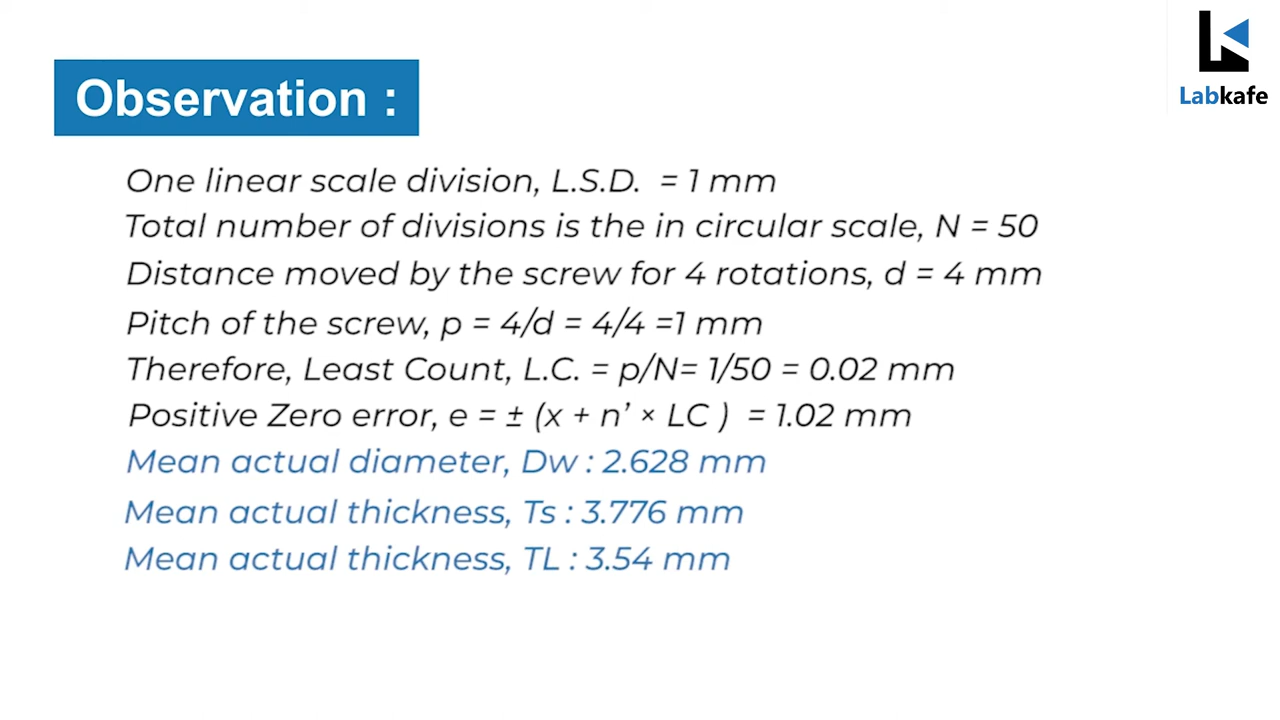 Labkafe
Observation :
One linear scale division, L.S.D. = 1 mm
Total number of divisions is the in circular scale, N = 50
Distance moved by the screw for 4 rotations, d = 4 mm
Pitch of the screw, p = 4/d = 4/4 =1 mm
Therefore, Least Count, L.C. = p/N= 1/50 = 0.02 mm
Positive Zero error, e = ± (x + n’ × LC ) = 1.02 mm
Mean actual diameter, Dw : 2.628 mm
Mean actual thickness, Ts : 3.776 mm
Mean actual thickness, TL : 3.54 mm